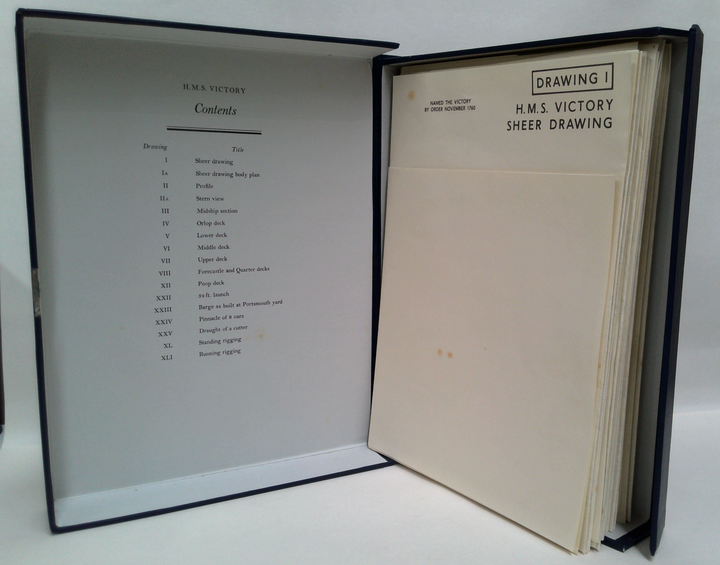 H.M.S. VICTORY
Contents
Drawing Title
I Sheer drawing
IA Sheer drawing body plan
II Profile
IIA Stern view
III Midship section
IV Orlop deck
V Lower deck
VI Middle deck
VII Upper deck
VIII Forecastle and Quarter decks
XII Poop deck
XXII ft. launch
XXIII Barge as built at Portsmouth yard
XXIV Pinnacle of 8 oars
XXV Draught of a cutter
XL Standing rigging
XLI Running rigging
DRAWING I
NAMED THE VICTORY
BY ORDER NOVEMBER 1760
H.M.S. VICTORY
SHEER DRAWING